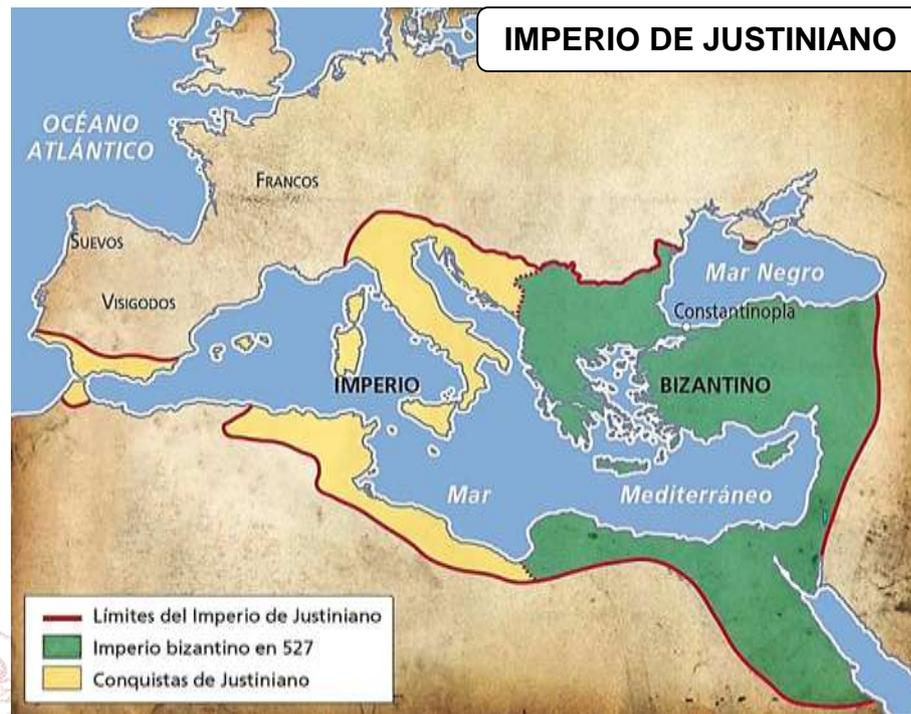 IMPERIO DE JUSTINIANO
OCÉANO
ATLÁNTICO
FRANCOS
SUEVOS
VISIGODOS
Mar Negro
Constantinopla
IMPERIO
BIZANTINO
Mar
Mediterráneo
Límites del Imperio de Justiniano
Imperio bizantino en 527
Conquistas de Justiniano